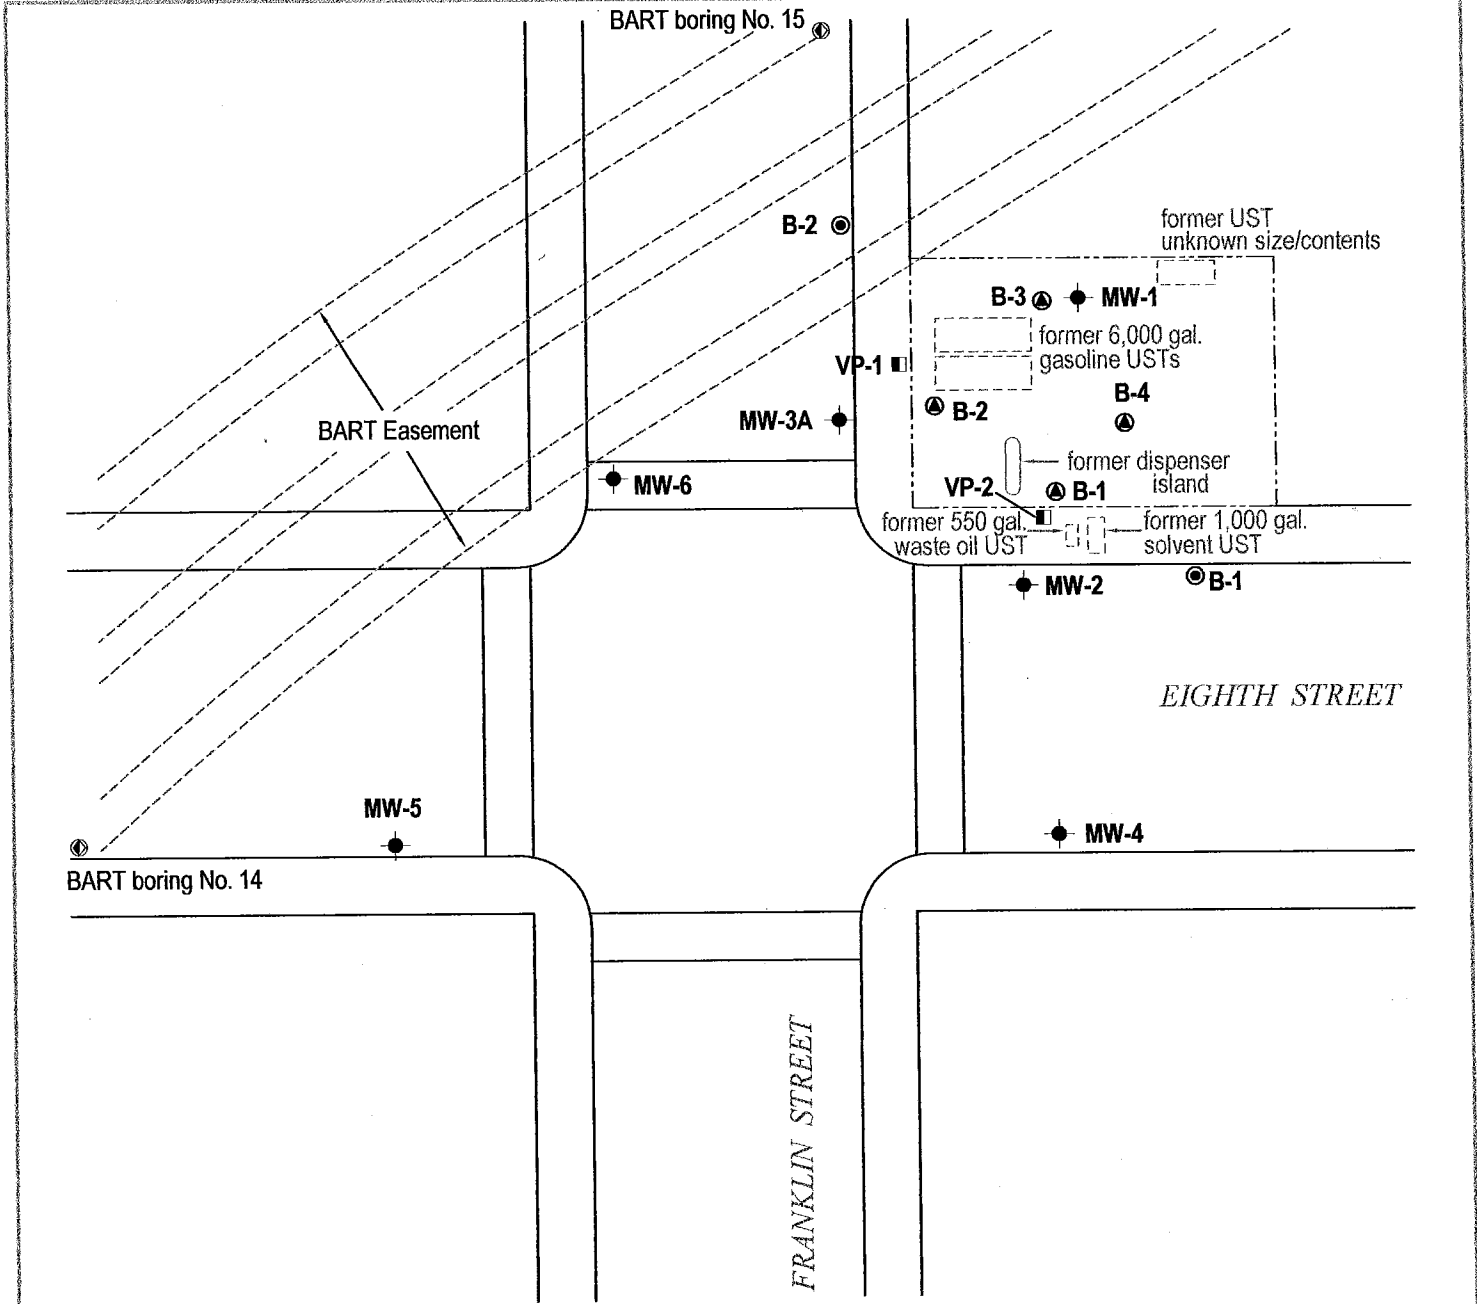 BART boring No. 15
B-2
former UST
unknown size/contents
B-3
MW-1
former 6,000 gal.
gasoline USTs
VP-1
B-4
B-2
MW-3A
BART Easement
former dispenser
island
MW-6
VP-2
B-1
former 550 gal.
waste oil UST
former 1,000 gal.
solvent UST
MW-2
B-1
EIGHTH STREET
MW-5
MW-4
BART boring No. 14
FRANKLIN STREET